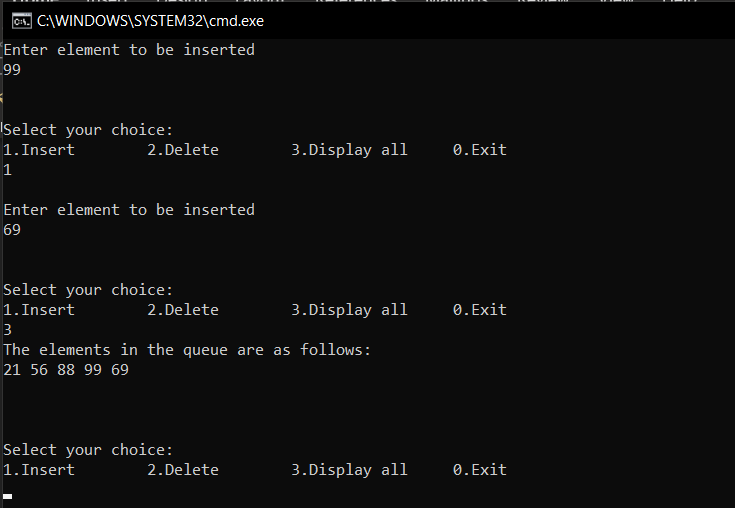 C:\WINDOWS\SYSTEM32\cmd.exe
Enter element to be inserted
99
Select your choice:
1.Insert 2.Delete 3.Display all 0.Exit
1
Enter element to be inserted
69
Select your choice:
1.Insert 2.Delete 3.Display all 0.Exit
3
The elements in the queue are as follows:
21 56 88 99 69
Select your choice:
1.Insert 2.Delete 3.Display all 0.Exit